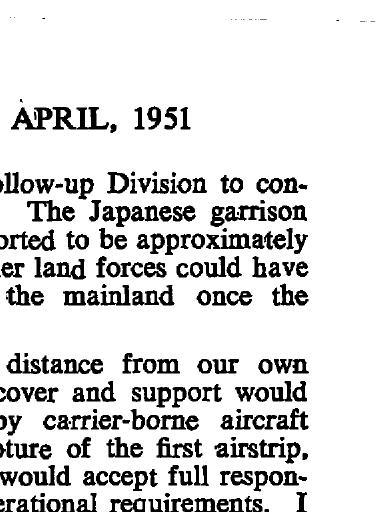 APRIL, 1951
ollow-up Division to con-
The Japanese garrison
orted to be approximately
er land forces could have
the mainland once the
distance from our own
cover and support would
by carrier-borne aircraft
ture of the first airstrip,
would accept full respon-
erational requirements. I